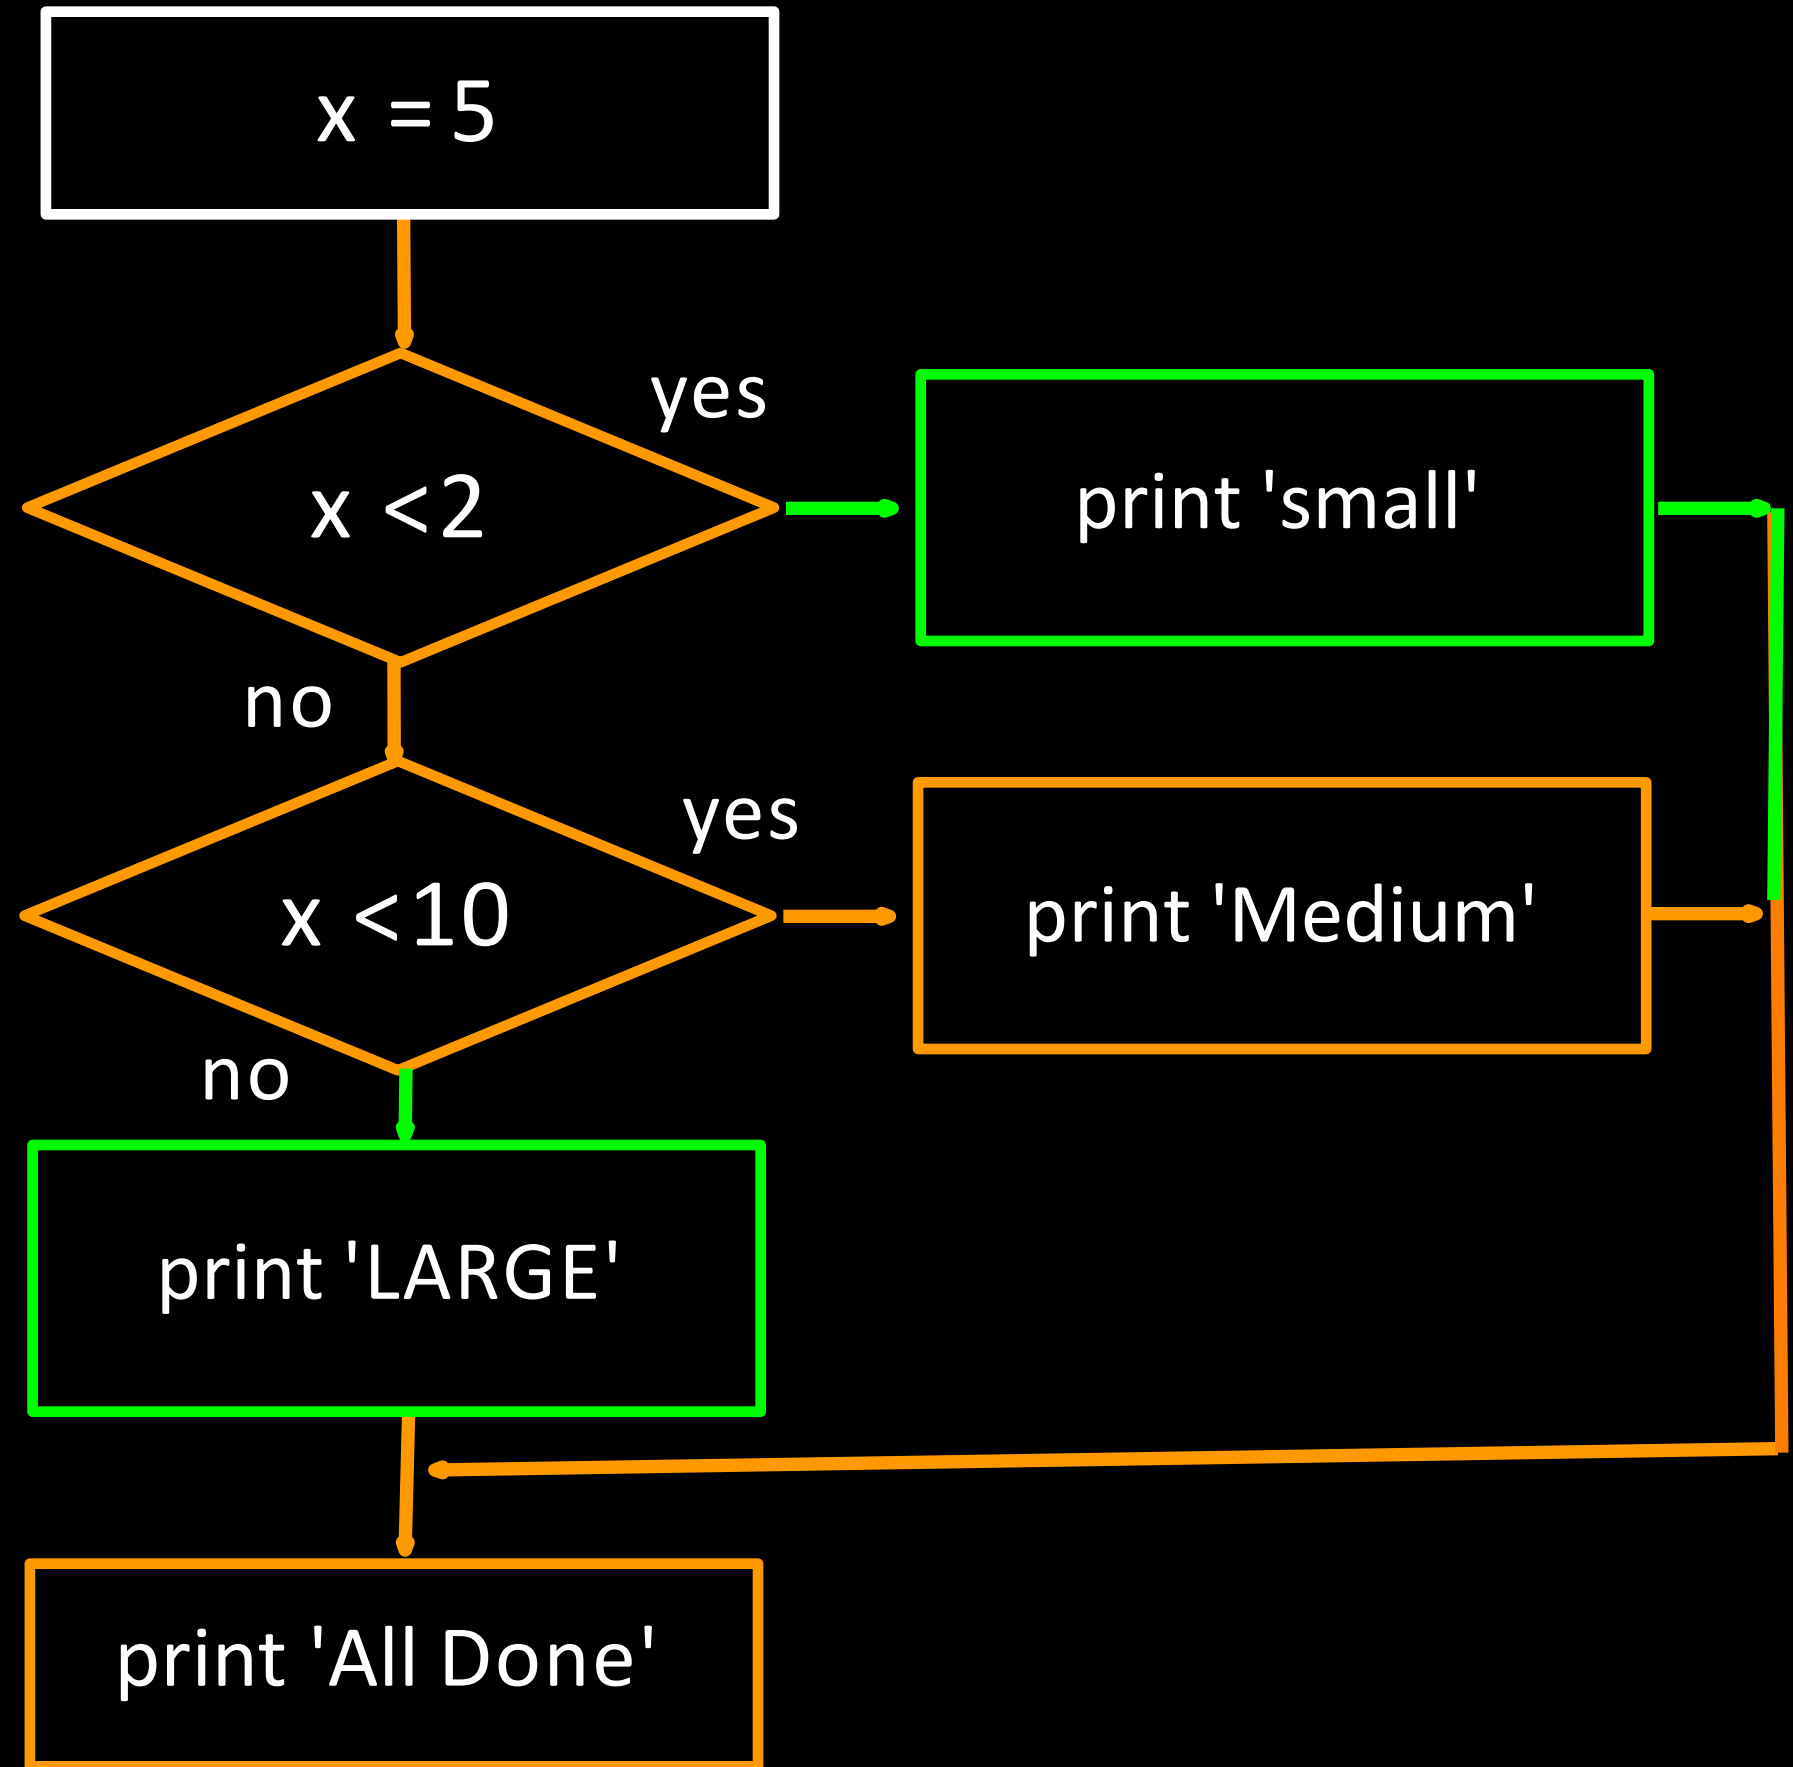 x = 5
yes
x <2
print 'small'
no
yes
x <10
print 'Medium'
no
print 'LARGE'
print 'All Done'